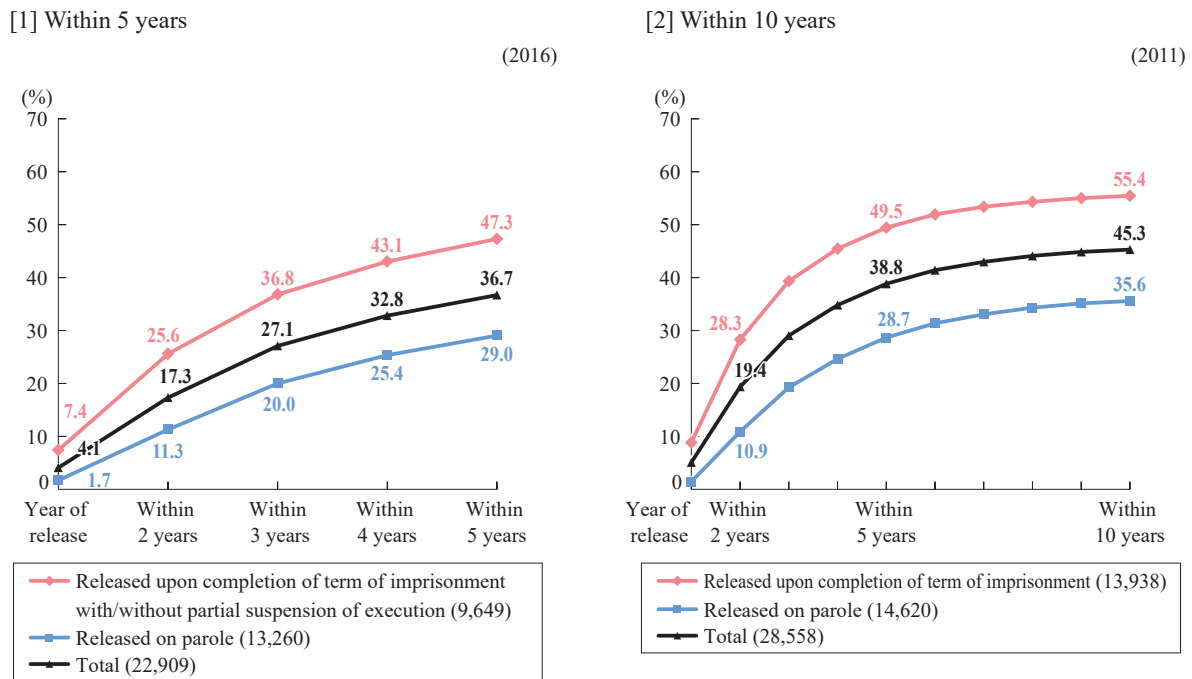 [1] Within 5 years
(2016)
(%)
70
60
50
40
30
20
10
0
7.4
25.6
36.8
43.1
47.3
4.1
17.3
27.1
32.8
36.7
1.7
11.3
20.0
25.4
29.0
Year of release
Within 2 years
Within 3 years
Within 4 years
Within 5 years
Released upon completion of term of imprisonment
with/without partial suspension of execution (9,649)
Released on parole (13,260)
Total (22,909)
[2] Within 10 years
(2011)
(%)
70
60
50
40
30
20
10
0
28.3
49.5
55.4
19.4
38.8
45.3
10.9
28.7
35.6
Year of release
Within 2 years
Within 5 years
Within 10 years
Released upon completion of term of imprisonment (13,938)
Released on parole (14,620)
Total (28,558)